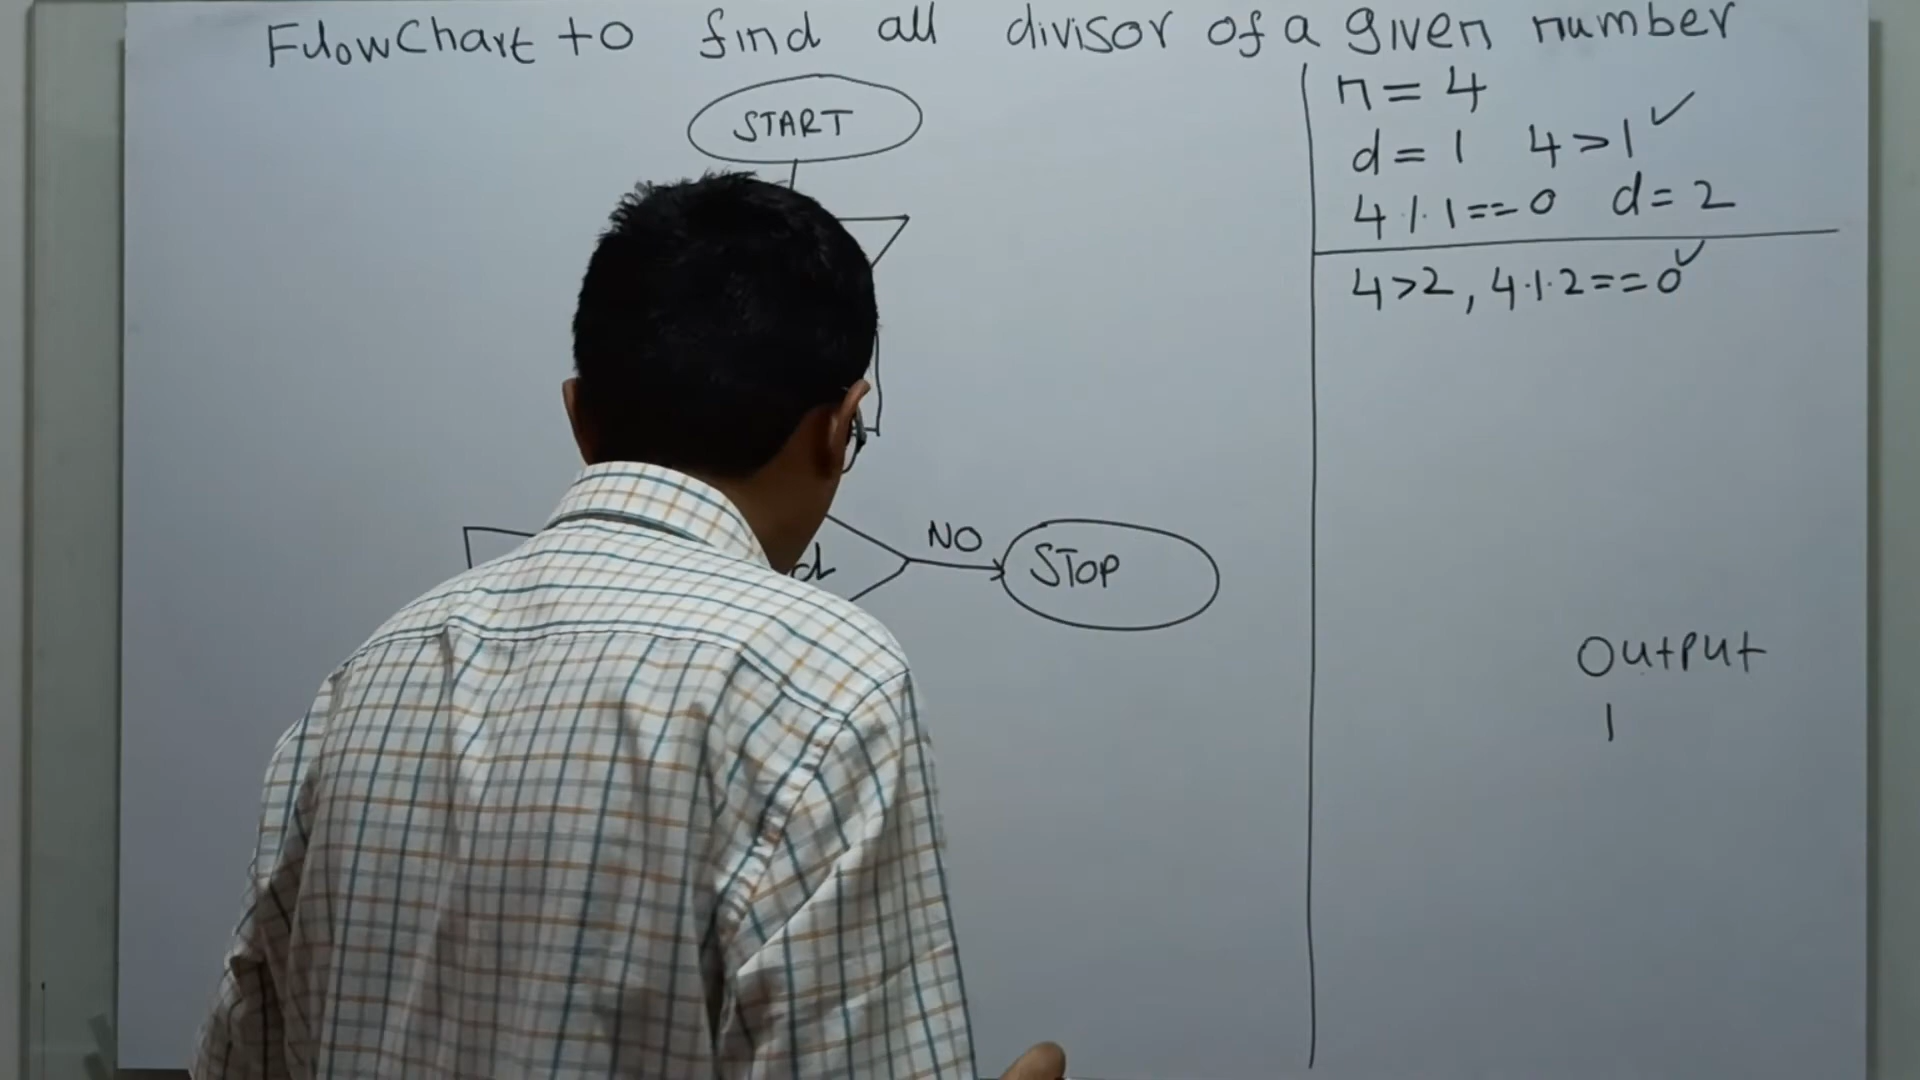 FlowChart to find all divisor of a given number
START
d
NO
STOP
n = 4
d = 1 4 > 1 ✓
4 % 1 == 0 d = 2
4 > 2, 4 % 2 == 0 ✓
Output
1